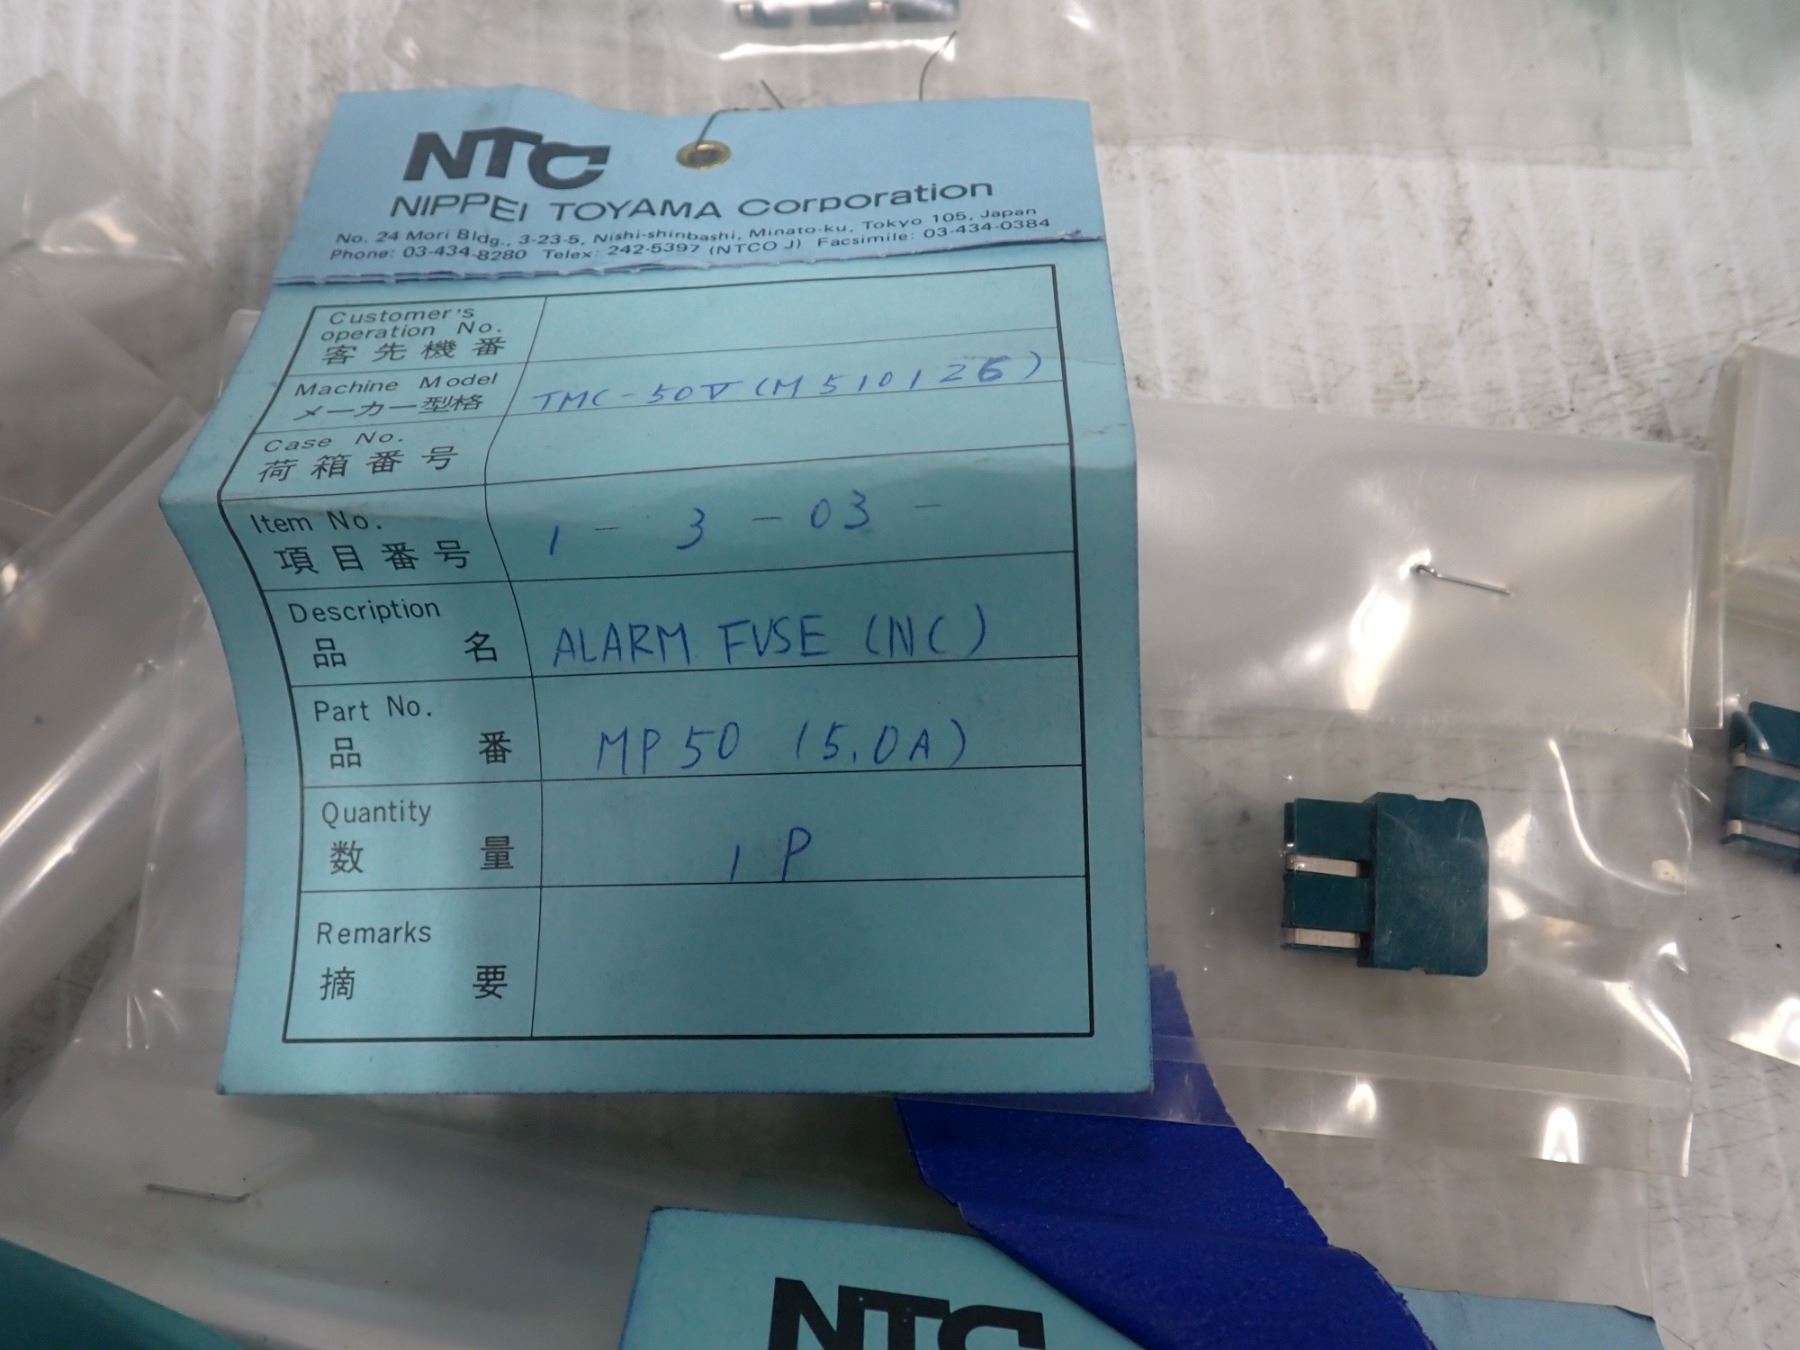 NTC
NIPPEI TOYAMA Corporation
No. 24 Mori Bldg., 3-23-5, Nishi-shinbashi, Minato-ku, Tokyo 105, Japan
Phone: 03-434-8280 Telex: 242-5397 (NTCO J) Facsimile: 03-434-0384
Customer's
operation No.
客先機番
Machine Model
メーカー型格
TMC-50V (M510126)
Case No.
荷箱番号
Item No.
項目番号
1 - 3 - 03 -
Description
品名
ALARM FUSE (NC)
Part No.
品番
MP50 (5.0A)
Quantity
数量
1 P
Remarks
摘要
NTC